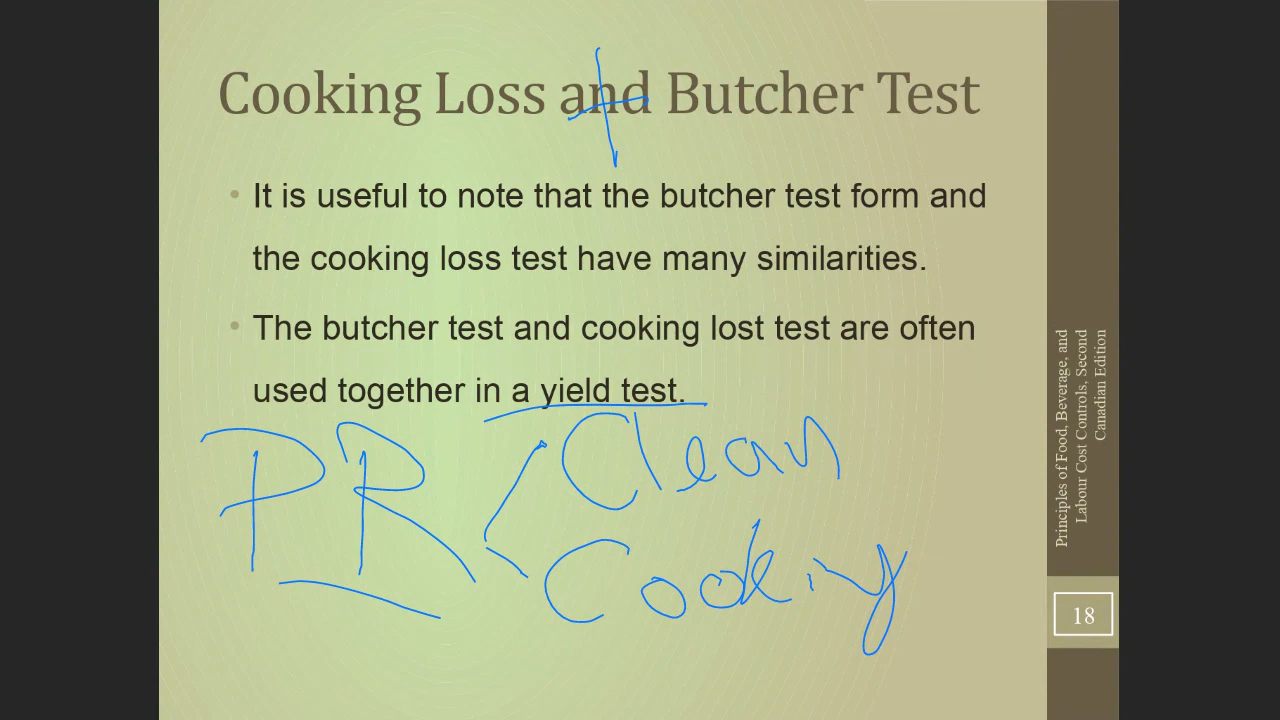 Cooking Loss and Butcher Test
• It is useful to note that the butcher test form and
the cooking loss test have many similarities.
• The butcher test and cooking lost test are often
used together in a yield test.
PR
Clean
Cooking
Principles of Food, Beverage, and
Labour Cost Controls, Second
Canadian Edition
18